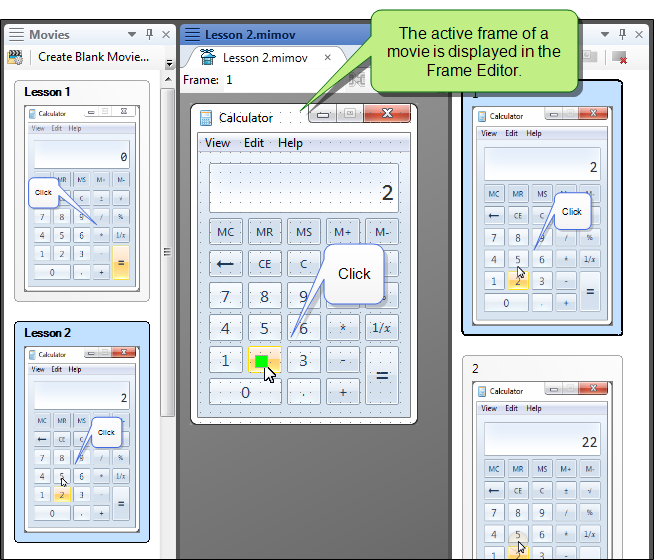 Movies
Lesson 2.mimov
The active frame of a
movie is displayed in the
Frame Editor.
Create Blank Movie...
Lesson 2.mimov
Frame: 1
Lesson 1
Calculator
View Edit Help
0
MR MS M+ M-
C ± √
Click
7 8 9 / %
4 5 6 * 1/x
1 2 3 - =
0 . +
Lesson 2
Calculator
View Edit Help
2
MC MR MS M+ M-
← CE C
Click
7 8 / %
4 5 6 * 1/x
1 2 3 - =
0 . +
Calculator
View Edit Help
2
MC MR MS M+ M-
← CE C
Click
7 8 9
4 5 6 * 1/x
1 3 - =
0 . +
1
Calculator
View Edit Help
2
MC MR MS M+ M-
← CE C
Click
7 8 9 / %
4 5 6 * 1/x
1 2 3 - =
0 . +
2
Calculator
View Edit Help
22
MC MR MS M+ M-
← CE C ± √
7 8 9 / %
4 5 6 * 1/x
1 2 3 - =